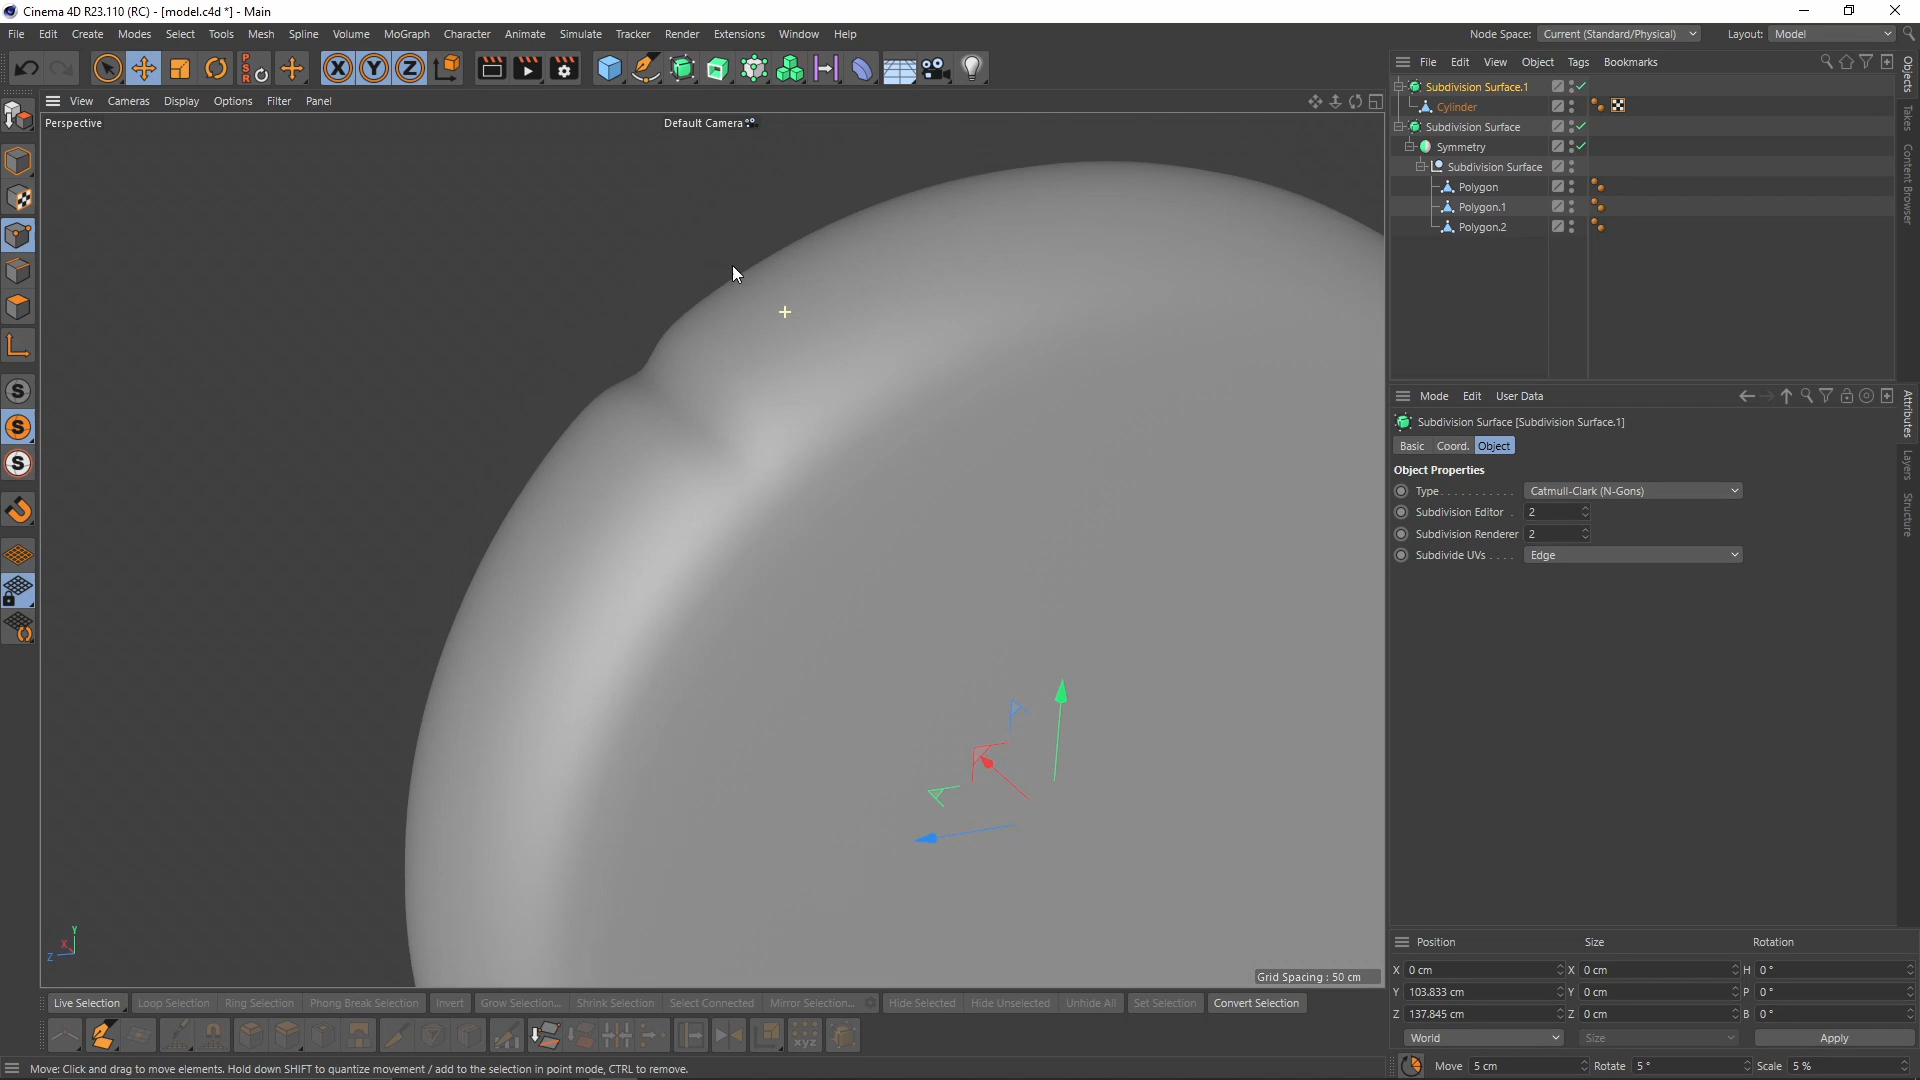 Cinema 4D R23.110 (RC) - [model.c4d *] - Main
File Edit Create Modes Select Tools Mesh Spline Volume MoGraph Character Animate Simulate Tracker Render Extensions Window Help
Node Space: Current (Standard/Physical) Layout: Model
X Y Z PSR
File Edit View Object Tags Bookmarks
View Cameras Display Options Filter Panel
Perspective
Default Camera
Subdivision Surface.1
Cylinder
Subdivision Surface
Symmetry
Subdivision Surface
Polygon
Polygon.1
Polygon.2
Objects
Takes
Content Browser
S
S
S
Mode Edit User Data
Subdivision Surface [Subdivision Surface.1]
Basic Coord. Object
Object Properties
Type . . . . . . . . . . . Catmull-Clark (N-Gons)
Subdivision Editor . 2
Subdivision Renderer 2
Subdivide UVs . . . . Edge
Attributes
Layers
Structure
Y
X
Z
Grid Spacing : 50 cm
Position Size Rotation
X 0 cm X 0 cm H 0 °
Y 103.833 cm Y 0 cm P 0 °
Z 137.845 cm Z 0 cm B 0 °
World Size Apply
Live Selection Loop Selection Ring Selection Phong Break Selection Invert Grow Selection... Shrink Selection Select Connected Mirror Selection... Hide Selected Hide Unselected Unhide All Set Selection Convert Selection
xyz
Move: Click and drag to move elements. Hold down SHIFT to quantize movement / add to the selection in point mode, CTRL to remove.
Move 5 cm Rotate 5 ° Scale 5 %